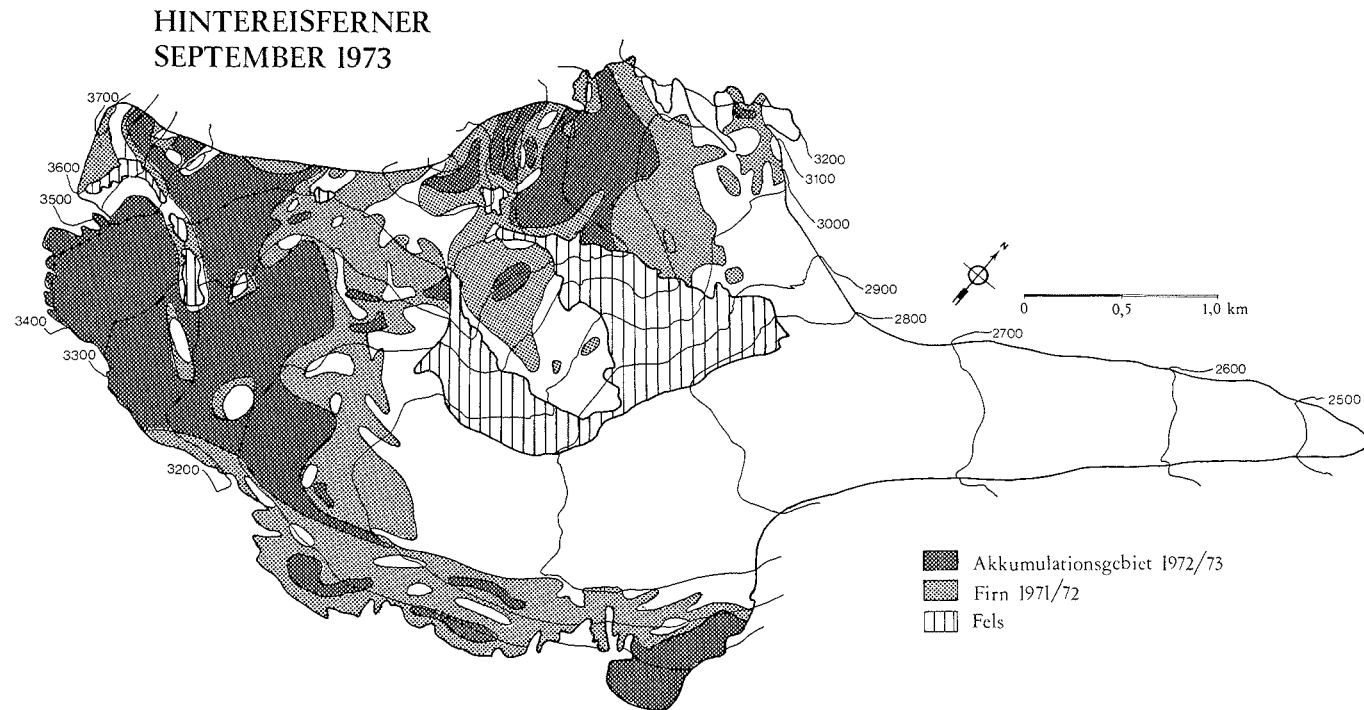 HINTEREISFERNER
SEPTEMBER 1973
3700
3600
3500
3400
3300
3200
3200
3100
3000
2900
2800
2700
2600
2500
N
0 0,5 1,0 km
Akkumulationsgebiet 1972/73
Firn 1971/72
Fels